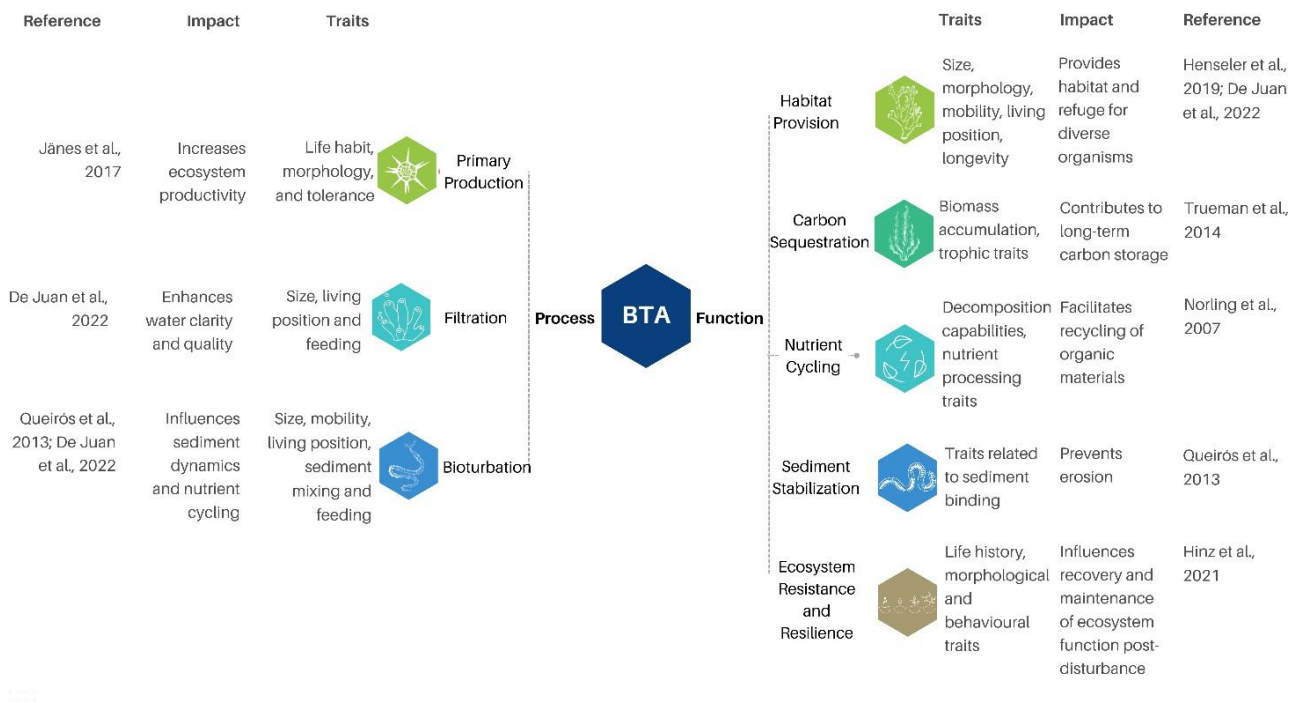 Reference
Impact
Traits
Jänes et al.,
2017
Increases
ecosystem
productivity
Life habit,
morphology,
and tolerance
Primary
Production
De Juan et al.,
2022
Enhances
water clarity
and quality
Size, living
position and
feeding
Filtration
Queirós et al.,
2013; De Juan
et al., 2022
Influences
sediment
dynamics
and nutrient
cycling
Size, mobility,
living position,
sediment
mixing and
feeding
Bioturbation
Process
BTA
Function
Traits
Impact
Reference
Habitat
Provision
Size,
morphology,
mobility, living
position,
longevity
Provides
habitat and
refuge for
diverse
organisms
Henseler et al.,
2019; De Juan
et al., 2022
Carbon
Sequestration
Biomass
accumulation,
trophic traits
Contributes to
long-term
carbon storage
Trueman et al.,
2014
Nutrient
Cycling
Decomposition
capabilities,
nutrient
processing
traits
Facilitates
recycling of
organic
materials
Norling et al.,
2007
Sediment
Stabilization
Traits related
to sediment
binding
Prevents
erosion
Queirós et al.,
2013
Ecosystem
Resistance
and
Resilience
Life history,
morphological
and
behavioural
traits
Influences
recovery and
maintenance
of ecosystem
function post-
disturbance
Hinz et al.,
2021